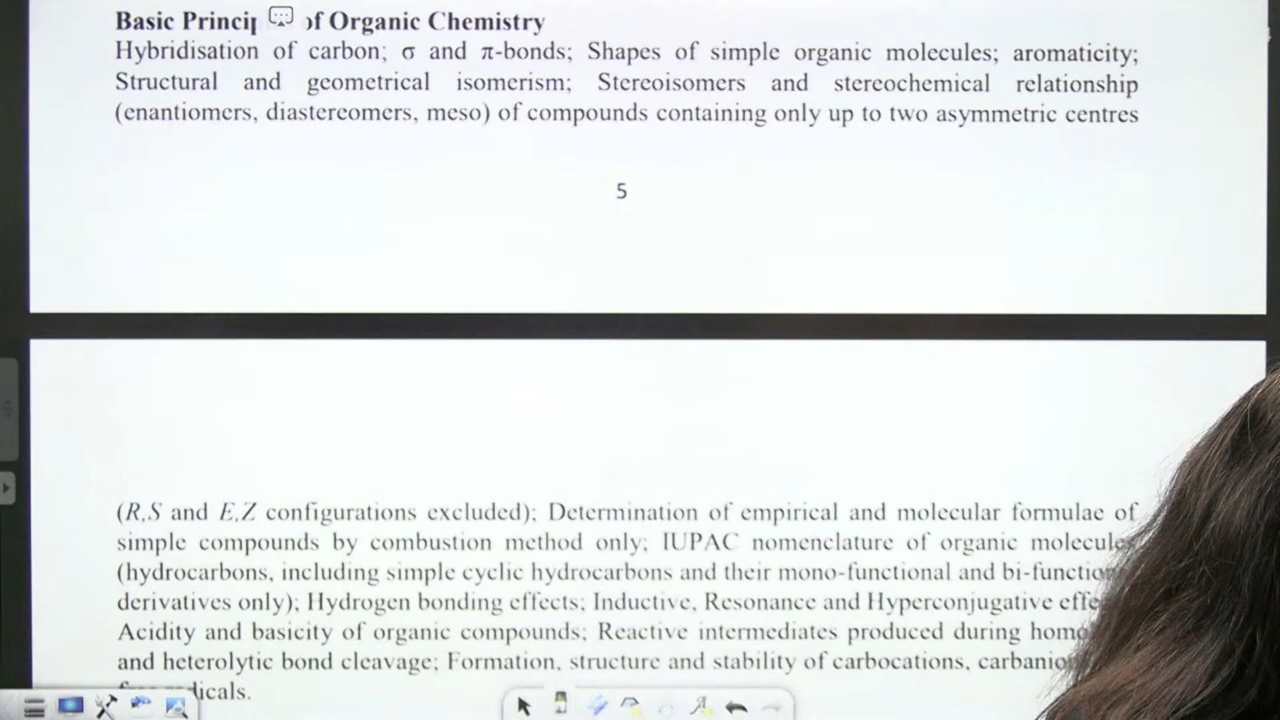 Basic Princip of Organic Chemistry
Hybridisation of carbon; σ and π-bonds; Shapes of simple organic molecules; aromaticity;
Structural and geometrical isomerism; Stereoisomers and stereochemical relationship
(enantiomers, diastereomers, meso) of compounds containing only up to two asymmetric centres
5
(R,S and E,Z configurations excluded); Determination of empirical and molecular formulae of
simple compounds by combustion method only; IUPAC nomenclature of organic molecule
(hydrocarbons, including simple cyclic hydrocarbons and their mono-functional and bi-function
derivatives only); Hydrogen bonding effects; Inductive, Resonance and Hyperconjugative effe
Acidity and basicity of organic compounds; Reactive intermediates produced during homo
and heterolytic bond cleavage; Formation, structure and stability of carbocations, carbanio
free radicals.